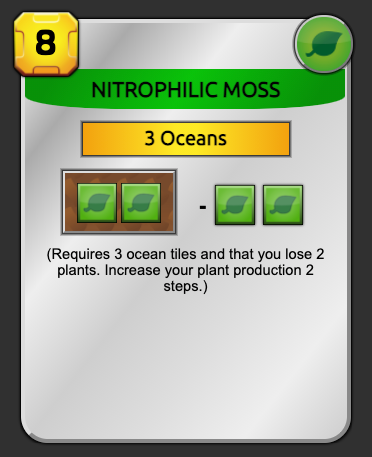 8
NITROPHILIC MOSS
3 Oceans
-
(Requires 3 ocean tiles and that you lose 2
plants. Increase your plant production 2
steps.)